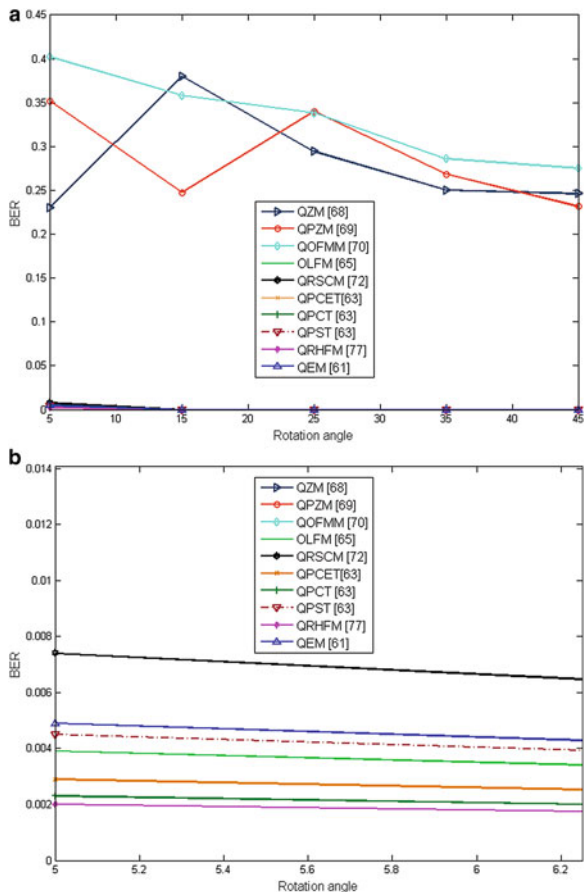 a
0.45
0.4
0.35
0.3
0.25
0.2
0.15
0.1
0.05
0
BER
QZM [68]
QPZM [69]
QOFMM [70]
OLFM [65]
QRSCM [72]
QPCET[63]
QPCT [63]
QPST [63]
QRHFM [77]
QEM [61]
5 10 15 20 25 30 35 40 45
Rotation angle
b
0.014
0.012
0.01
0.008
0.006
0.004
0.002
0
BER
QZM [68]
QPZM [69]
QOFMM [70]
OLFM [65]
QRSCM [72]
QPCET[63]
QPCT [63]
QPST [63]
QRHFM [77]
QEM [61]
5 5.2 5.4 5.6 5.8 6 6.2
Rotation angle